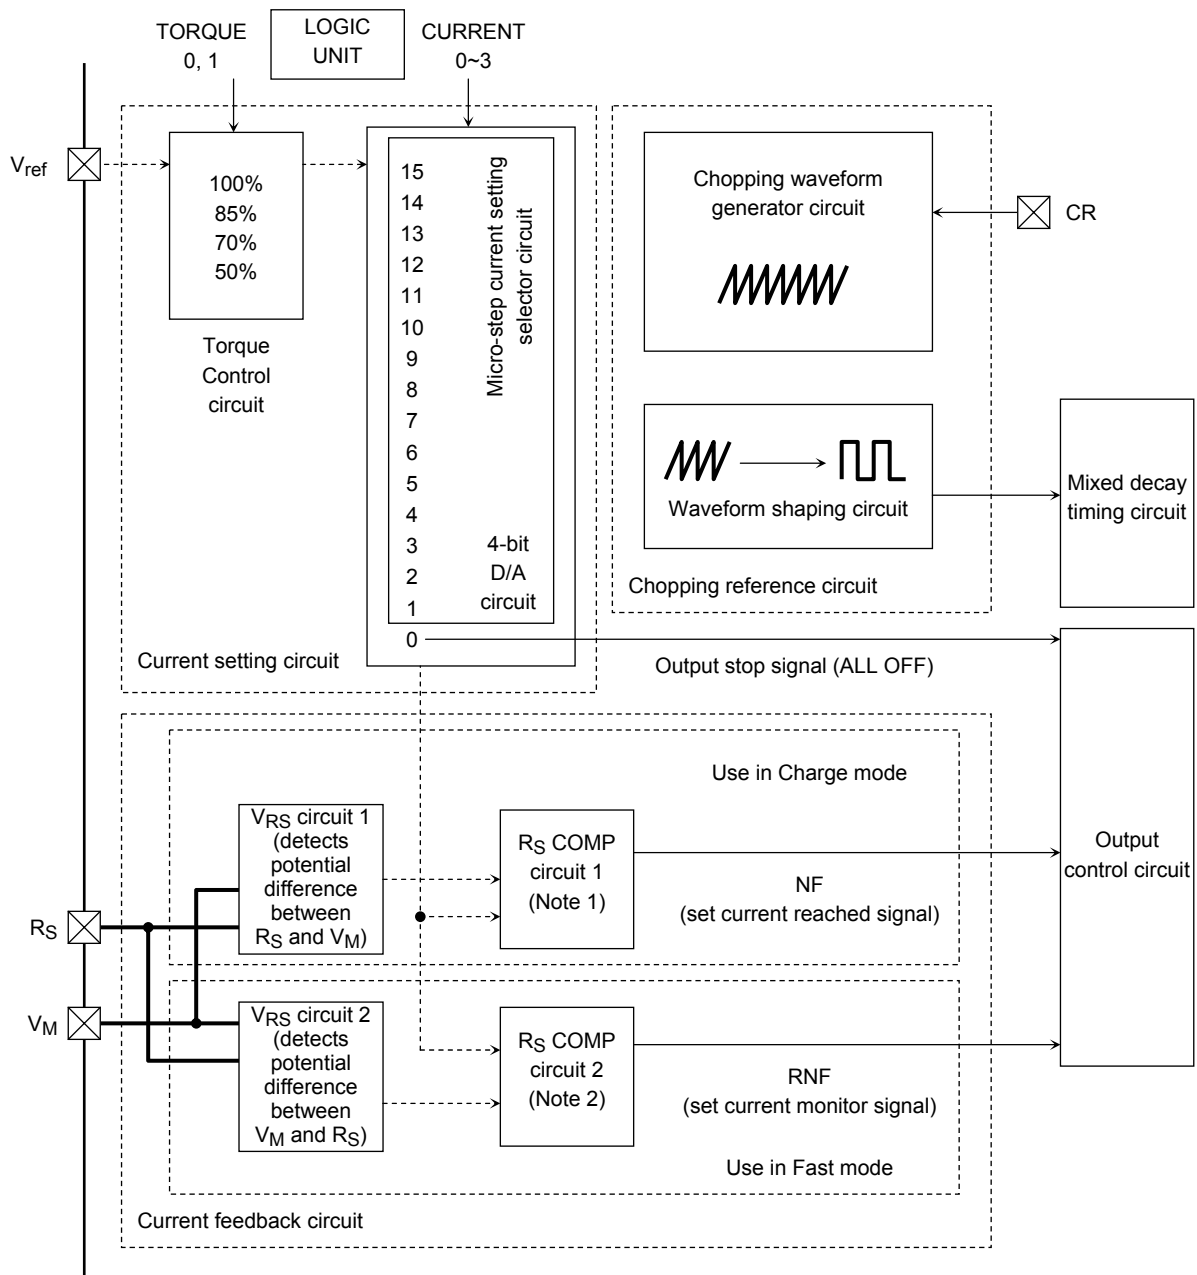 TORQUE
0, 1
LOGIC
UNIT
CURRENT
0~3
Vref
100%
85%
70%
50%
Torque
Control
circuit
15
14
13
12
11
10
9
8
7
6
5
4
3
2
1
0
Micro-step current setting
selector circuit
4-bit
D/A
circuit
Current setting circuit
Chopping waveform
generator circuit
CR
Waveform shaping circuit
Chopping reference circuit
Mixed decay
timing circuit
Output stop signal (ALL OFF)
Use in Charge mode
VRS circuit 1
(detects
potential
difference
between
RS and VM)
RS COMP
circuit 1
(Note 1)
NF
(set current reached signal)
Output
control circuit
RS
VM
VRS circuit 2
(detects
potential
difference
between
VM and RS)
RS COMP
circuit 2
(Note 2)
RNF
(set current monitor signal)
Use in Fast mode
Current feedback circuit